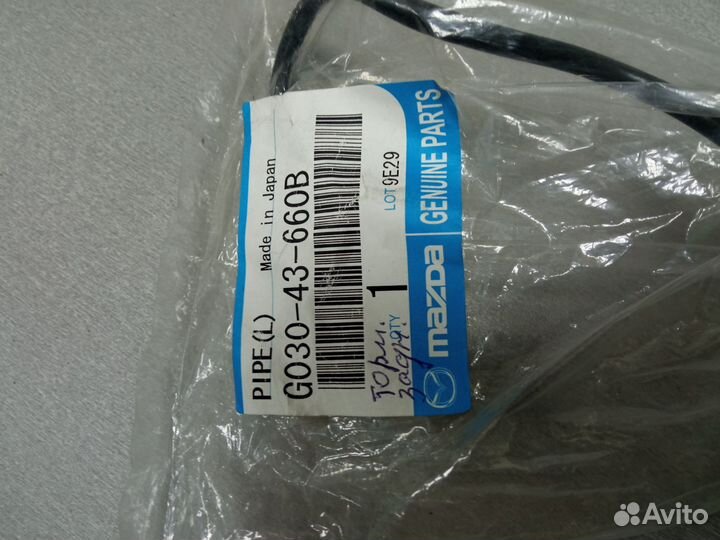 PIPE(L) Made in Japan
G030-43-660B
LOT 9E29
QTY 1
торм.
задн.
mazda GENUINE PARTS
Avito